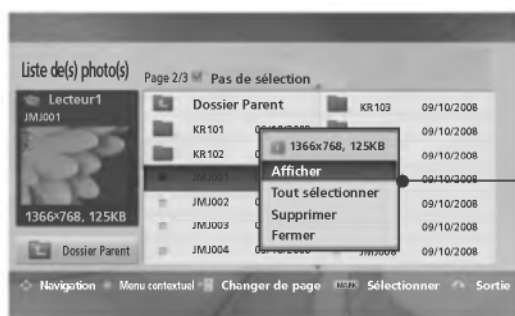 Liste de(s) photo(s)
Page 2/3 Pas de sélection
Lecteur1
JMJ001
1366x768, 125KB
Dossier Parent
Dossier Parent
KR101
KR102
JMJ001
JMJ002
JMJ003
JMJ004
KR103 09/10/2008
09/10/2008
09/10/2008
09/10/2008
09/10/2008
09/10/2008
JMJ008 09/10/2008
1366x768, 125KB
Afficher
Tout sélectionner
Supprimer
Fermer
Navigation Menu contextuel Changer de page MARK Sélectionner Sortie